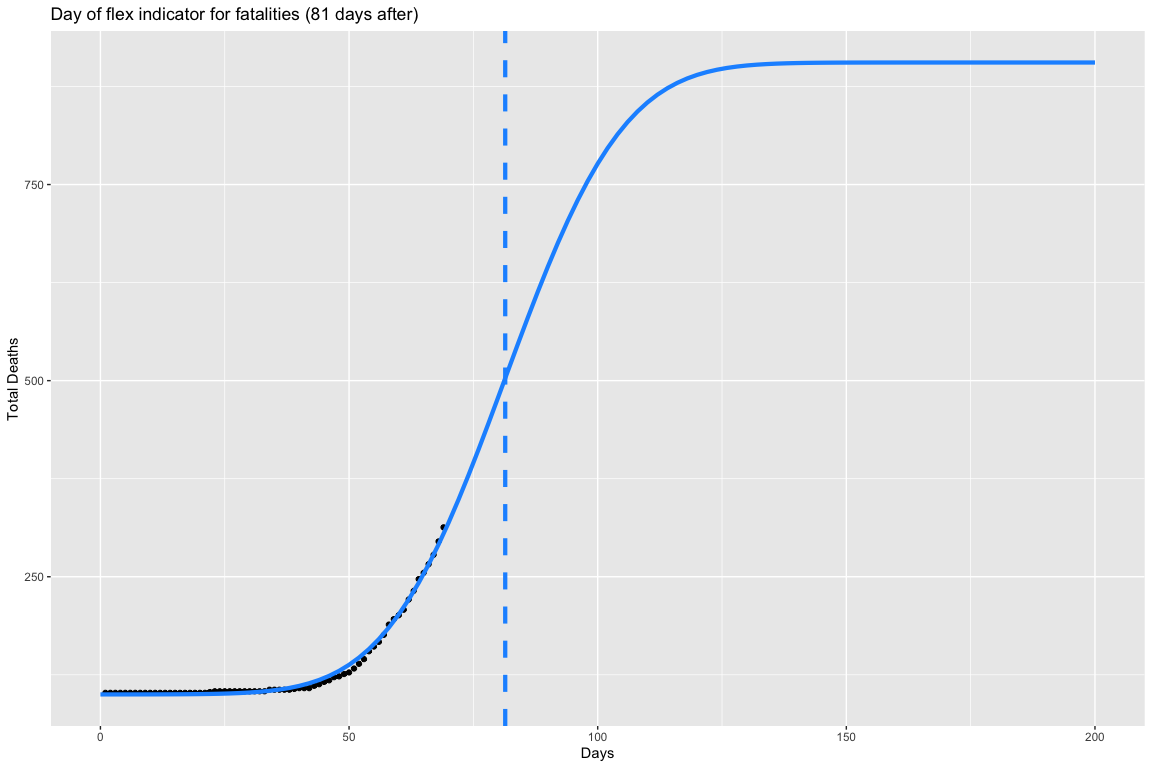 Day of flex indicator for fatalities (81 days after)
Total Deaths
750
500
250
0
50
100
150
200
Days